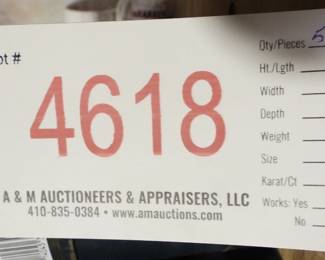 ot #
4618
A & M AUCTIONEERS & APPRAISERS, LLC
410-835-0384 • www.amauctions.com
Qty/Pieces
Ht./Lgth
Width
Depth
Weight
Size
Karat/Ct
Works: Yes
No